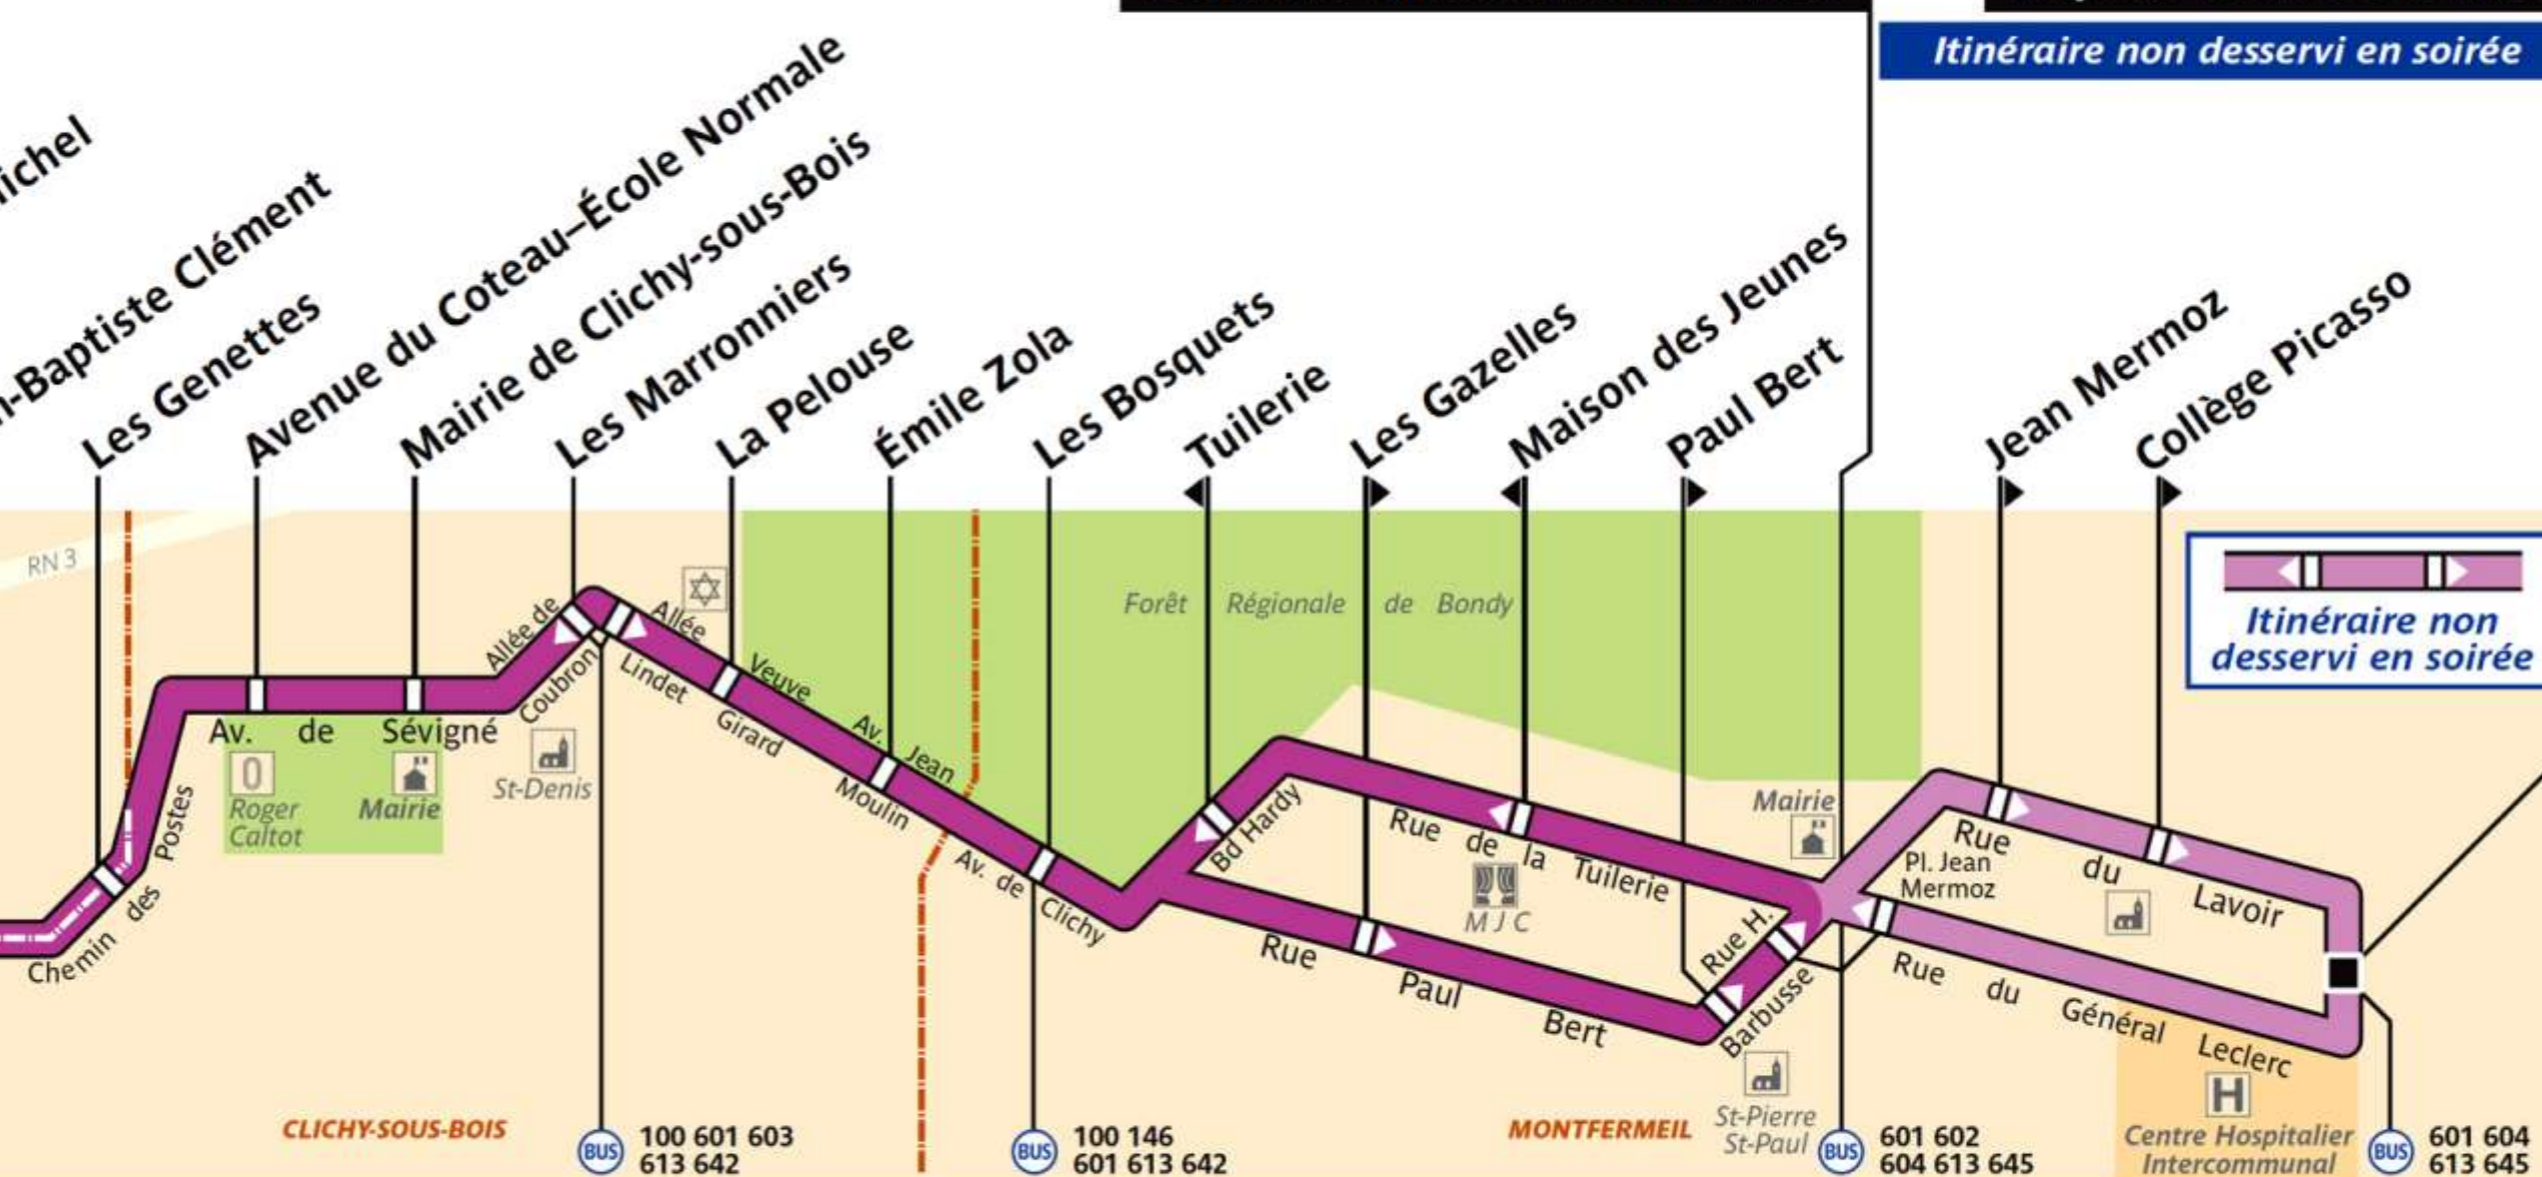 Itinéraire non desservi en soirée
Les Genettes
Avenue du Coteau–École Normale
Mairie de Clichy-sous-Bois
Les Marronniers
La Pelouse
Émile Zola
Les Bosquets
Tuilerie
Les Gazelles
Maison des Jeunes
Paul Bert
Jean Mermoz
Collège Picasso
-Baptiste Clément
ichel
RN 3
Forêt Régionale de Bondy
Itinéraire non
desservi en soirée
Chemin des Postes
Av. de Sévigné
Roger
Caltot
Mairie
Allée de Coubron
St-Denis
Allée Veuve
Lindet Girard
Av. Jean
Moulin
Av. de Clichy
Bd Hardy
Rue de la Tuilerie
M J C
Rue Paul Bert
Rue H.
Barbusse
Mairie
Pl. Jean
Mermoz
Rue du Lavoir
Rue du Général Leclerc
St-Pierre
St-Paul
H
Centre Hospitalier
Intercommunal
CLICHY-SOUS-BOIS
MONTFERMEIL
BUS
100 601 603
613 642
BUS
100 146
601 613 642
BUS
601 602
604 613 645
BUS
601 604
613 645